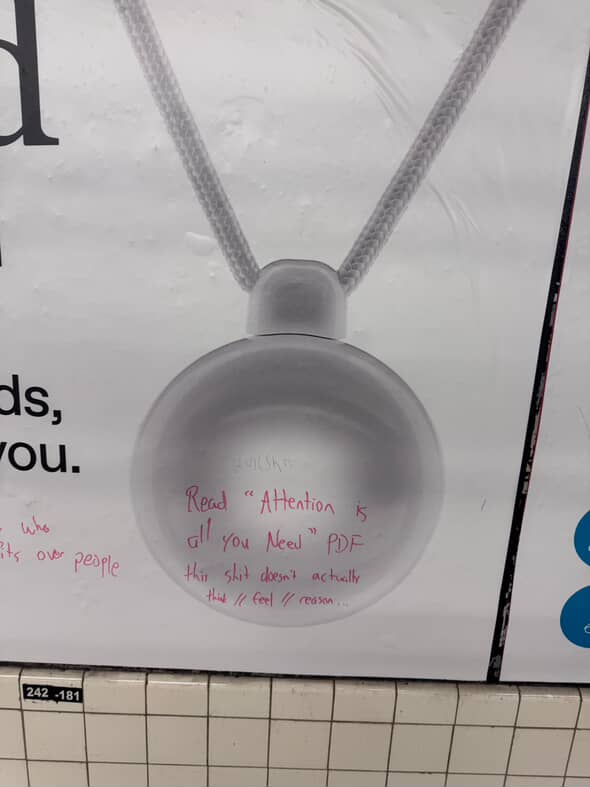 d
ds,
you.
who
its over people
Read “Attention is
all You Need” PDF
this shit doesn't actually
think // feel // reason...
242 -181